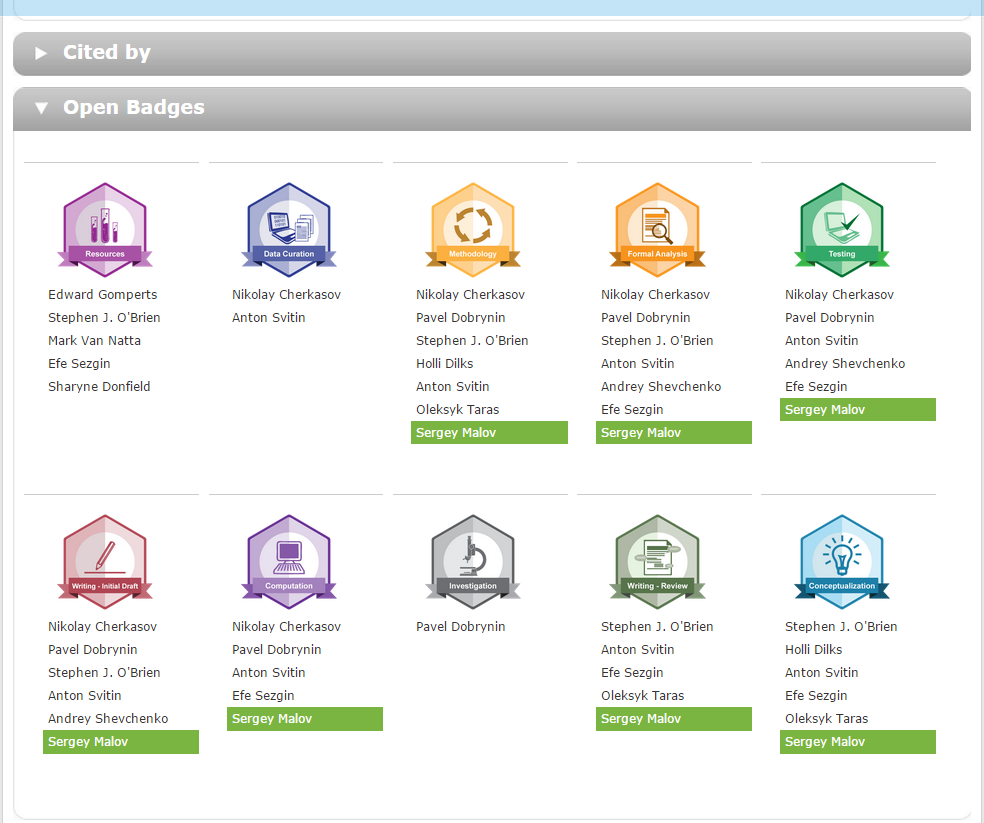 Cited by
Open Badges
Resources
Edward Gomperts
Stephen J. O'Brien
Mark Van Natta
Efe Sezgin
Sharyne Donfield
Data Curation
Nikolay Cherkasov
Anton Svitin
Methodology
Nikolay Cherkasov
Pavel Dobrynin
Stephen J. O'Brien
Holli Dilks
Anton Svitin
Oleksyk Taras
Sergey Malov
Formal Analysis
Nikolay Cherkasov
Pavel Dobrynin
Stephen J. O'Brien
Anton Svitin
Andrey Shevchenko
Efe Sezgin
Sergey Malov
Testing
Nikolay Cherkasov
Pavel Dobrynin
Anton Svitin
Andrey Shevchenko
Efe Sezgin
Sergey Malov
Writing - Initial Draft
Nikolay Cherkasov
Pavel Dobrynin
Stephen J. O'Brien
Anton Svitin
Andrey Shevchenko
Sergey Malov
Computation
Nikolay Cherkasov
Pavel Dobrynin
Anton Svitin
Efe Sezgin
Sergey Malov
Investigation
Pavel Dobrynin
Writing - Review
Stephen J. O'Brien
Anton Svitin
Efe Sezgin
Oleksyk Taras
Sergey Malov
Conceptualization
Stephen J. O'Brien
Holli Dilks
Anton Svitin
Efe Sezgin
Oleksyk Taras
Sergey Malov